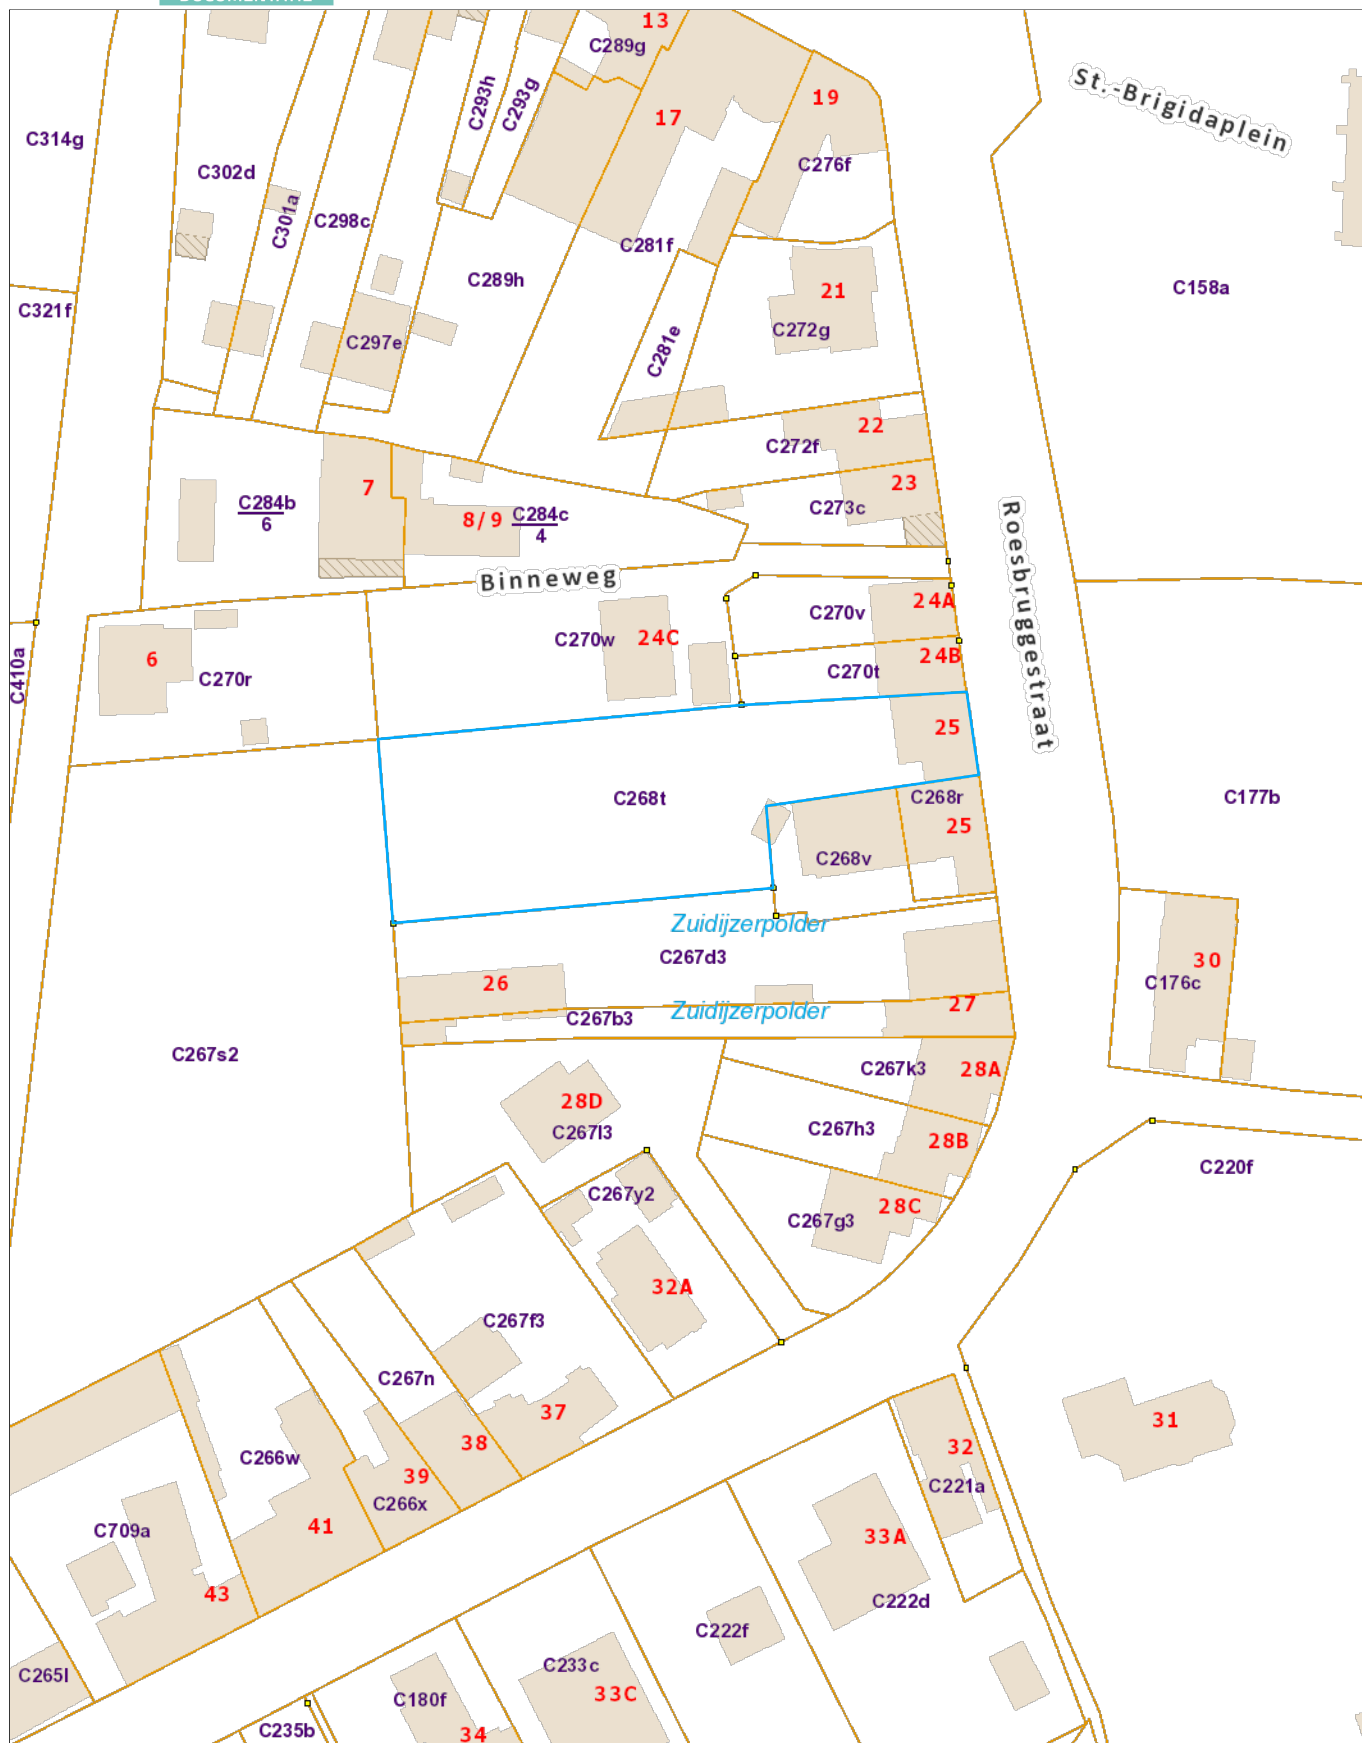 13
C289g
C293h
C293g
17
19
St.-Brigidaplein
C314g
C302d
C301a
C298c
C276f
C281f
C289h
C158a
C321f
21
C272g
C297e
C281e
22
C272f
7
C284b
6
8/9
C284c
4
23
C273c
Roesbruggestraat
Binneweg
24A
C270v
C270w
24C
24B
C270t
6
C270r
C410a
25
C268t
C268r
C177b
25
C268v
Zuidijzerpolder
C267d3
30
C176c
26
27
Zuidijzerpolder
C267b3
C267s2
C267k3
28A
28D
C267l3
C267h3
28B
C220f
C267y2
28C
C267g3
32A
C267f3
C267n
37
31
38
32
C266w
39
C266x
C221a
41
C709a
33A
43
C222d
C222f
C265l
C233c
33C
C180f
C235b
34